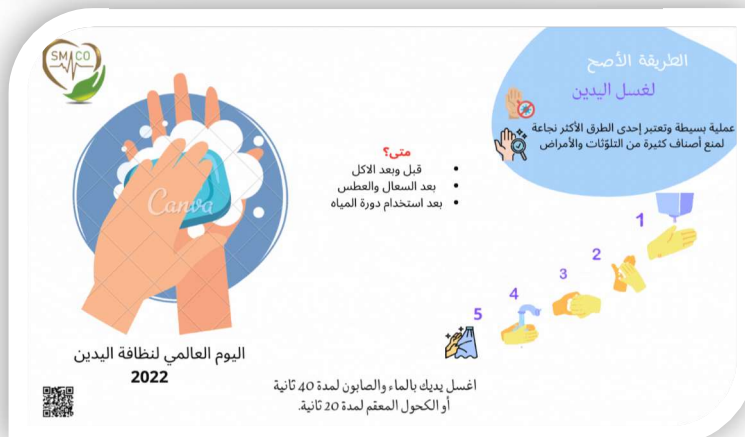 SMCO
الطريقة الأصح
لغسل اليدين
عملية بسيطة وتعتبر إحدى الطرق الأكثر نجاعة
لمنع أصناف كثيرة من التلوّثات والأمراض
متى؟
قبل وبعد الاكل
بعد السعال والعطس
بعد استخدام دورة المياه
Canva
1
2
3
4
5
اليوم العالمي لنظافة اليدين
2022
اغسل يديك بالماء والصابون لمدة 40 ثانية
أو الكحول المعقم لمدة 20 ثانية.